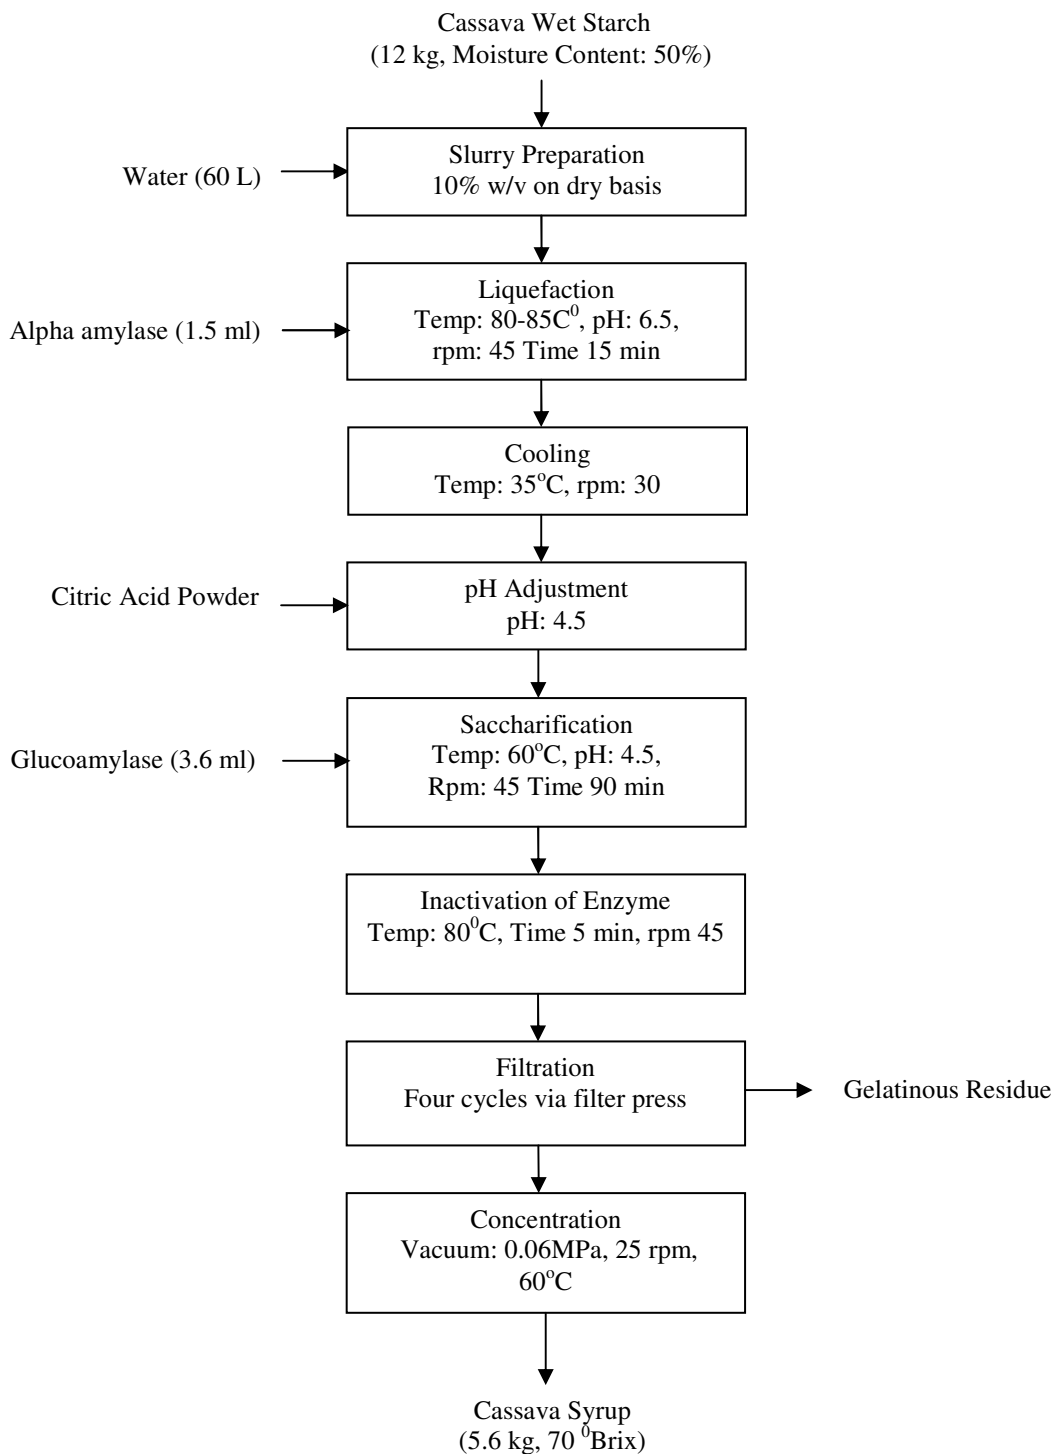 Cassava Wet Starch
(12 kg, Moisture Content: 50%)
Slurry Preparation
10% w/v on dry basis
Water (60 L)
Liquefaction
Temp: 80-85C⁰, pH: 6.5,
rpm: 45 Time 15 min
Alpha amylase (1.5 ml)
Cooling
Temp: 35°C, rpm: 30
pH Adjustment
pH: 4.5
Citric Acid Powder
Saccharification
Temp: 60°C, pH: 4.5,
Rpm: 45 Time 90 min
Glucoamylase (3.6 ml)
Inactivation of Enzyme
Temp: 80⁰C, Time 5 min, rpm 45
Filtration
Four cycles via filter press
Gelatinous Residue
Concentration
Vacuum: 0.06MPa, 25 rpm,
60°C
Cassava Syrup
(5.6 kg, 70 ⁰Brix)